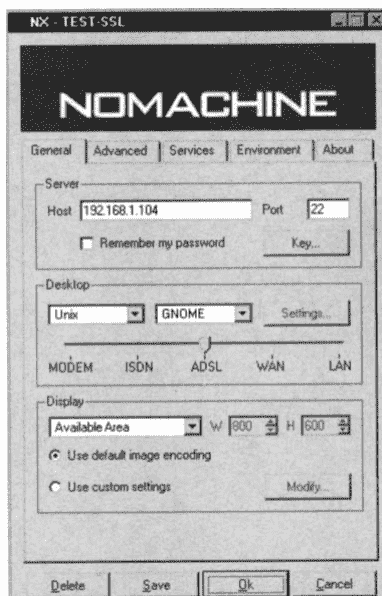 NX - TEST-SSL
NOMACHINE
General Advanced Services Environment About
Server
Host 192.168.1.104 Port 22
Remember my password Key...
Desktop
Unix GNOME Settings...
MODEM ISDN ADSL WAN LAN
Display
Available Area W 800 H 600
Use default image encoding
Use custom settings Modify...
Delete Save Ok Cancel